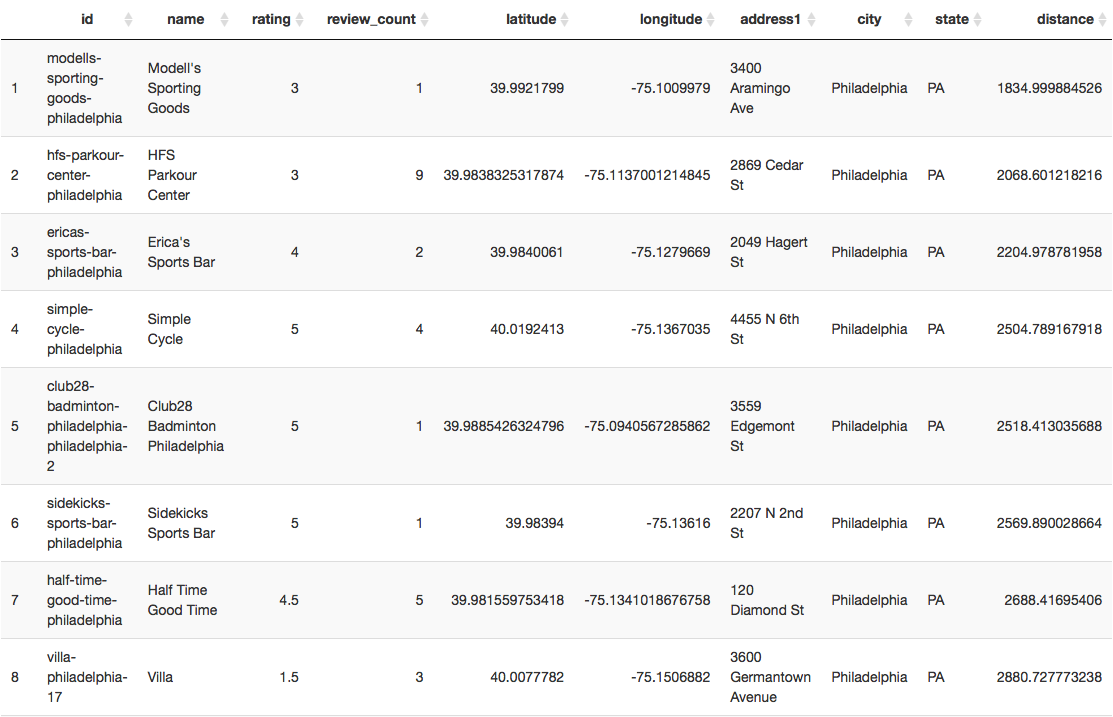 id name rating review_count latitude longitude address1 city state distance
1 modells-sporting-goods-philadelphia Modell's Sporting Goods 3 1 39.9921799 -75.1009979 3400 Aramingo Ave Philadelphia PA 1834.999884526
2 hfs-parkour-center-philadelphia HFS Parkour Center 3 9 39.9838325317874 -75.1137001214845 2869 Cedar St Philadelphia PA 2068.601218216
3 ericas-sports-bar-philadelphia Erica's Sports Bar 4 2 39.9840061 -75.1279669 2049 Hagert St Philadelphia PA 2204.978781958
4 simple-cycle-philadelphia Simple Cycle 5 4 40.0192413 -75.1367035 4455 N 6th St Philadelphia PA 2504.789167918
5 club28-badminton-philadelphia-philadelphia-2 Club28 Badminton Philadelphia 5 1 39.9885426324796 -75.0940567285862 3559 Edgemont St Philadelphia PA 2518.413035688
6 sidekicks-sports-bar-philadelphia Sidekicks Sports Bar 5 1 39.98394 -75.13616 2207 N 2nd St Philadelphia PA 2569.890028664
7 half-time-good-time-philadelphia Half Time Good Time 4.5 5 39.981559753418 -75.1341018676758 120 Diamond St Philadelphia PA 2688.41695406
8 villa-philadelphia-17 Villa 1.5 3 40.0077782 -75.1506882 3600 Germantown Avenue Philadelphia PA 2880.727773238